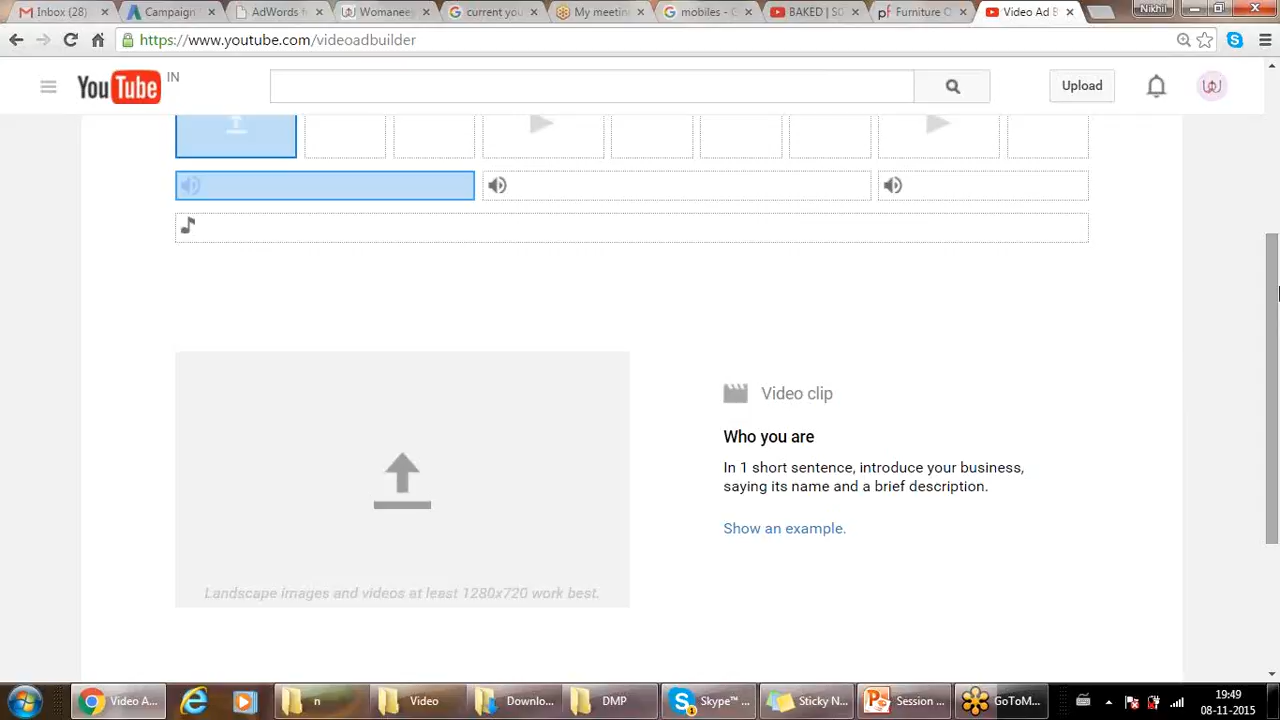 Inbox (28)
Campaign
AdWords
Womanee
current you
My meetin
mobiles - G
BAKED | S
Furniture O
Video Ad B
Nikhil
https://www.youtube.com/videoadbuilder
YouTube IN
Upload
Video clip
Who you are
In 1 short sentence, introduce your business,
saying its name and a brief description.
Show an example.
Landscape images and videos at least 1280x720 work best.
Video A...
n
Video
Downlo...
DMP
Skype™ ...
Sticky N...
Session ...
GoToM...
19:49
08-11-2015